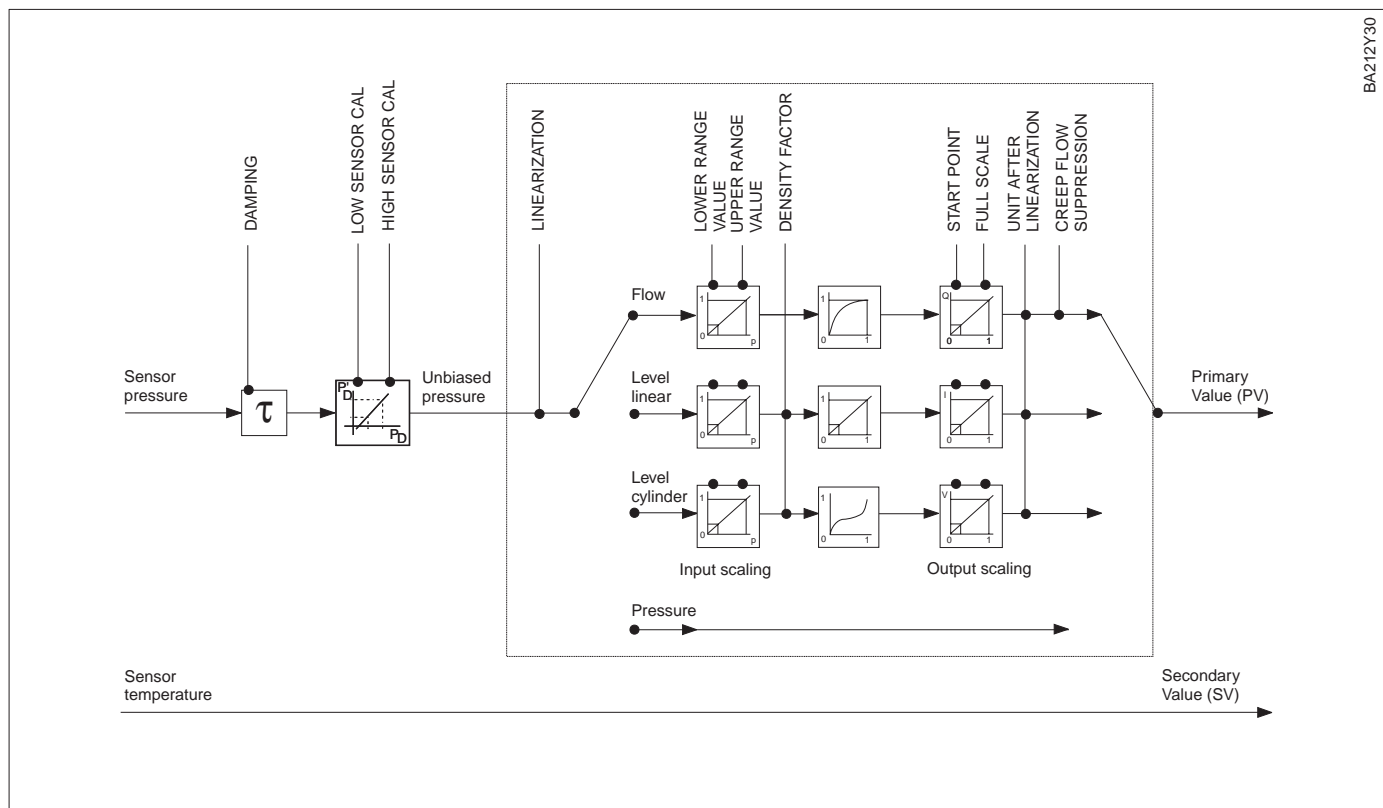 BA212Y30
DAMPING
LOW SENSOR CAL
HIGH SENSOR CAL
LINEARIZATION
LOWER RANGE
VALUE
UPPER RANGE
VALUE
DENSITY FACTOR
START POINT
FULL SCALE
UNIT AFTER
LINEARIZATION
CREEP FLOW
SUPPRESSION
Sensor
pressure
τ
P'D
PD
Unbiased
pressure
Flow
1
0
p
1
0
1
Q
0
1
Level
linear
1
0
p
1
0
1
I
0
1
Level
cylinder
1
0
p
1
0
1
V
0
1
Input scaling
Output scaling
Pressure
Primary
Value (PV)
Sensor
temperature
Secondary
Value (SV)